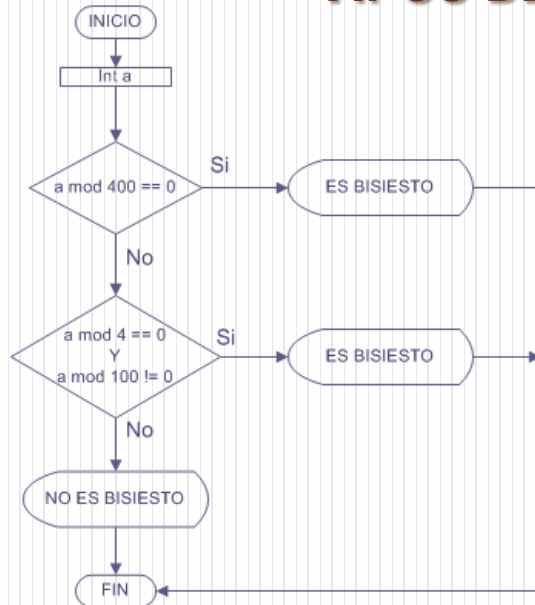 INICIO
Int a
a mod 400 == 0
Si
ES BISIESTO
No
a mod 4 == 0
Y
a mod 100 != 0
Si
ES BISIESTO
No
NO ES BISIESTO
FIN